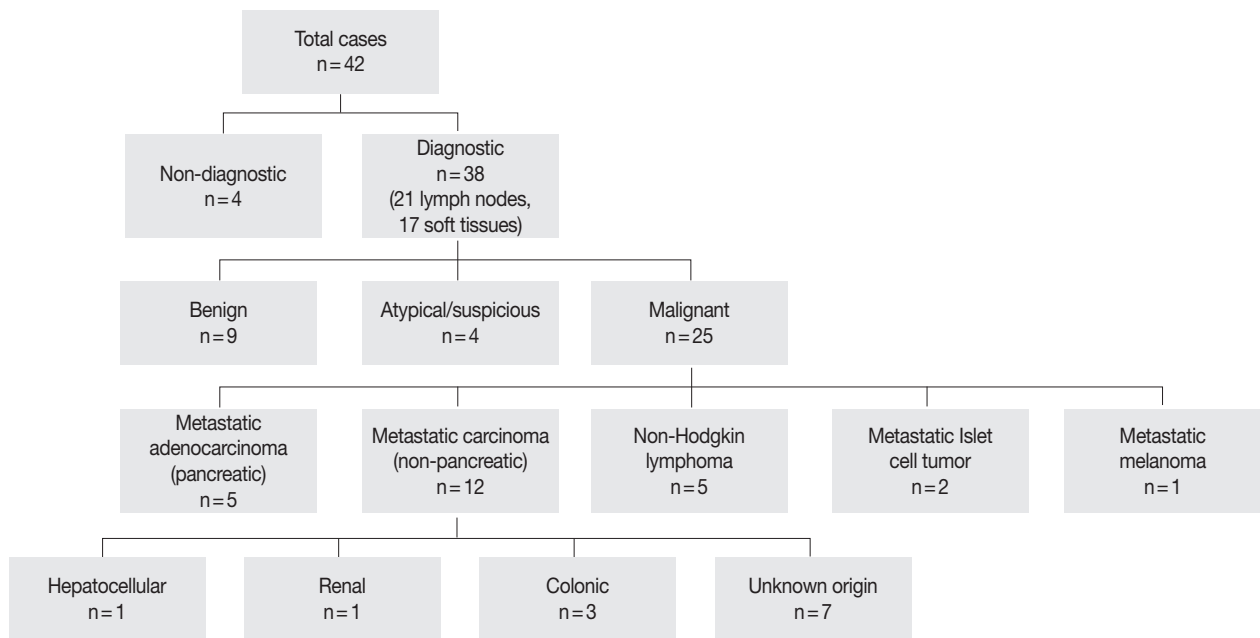 Total cases
n=42
Non-diagnostic
n=4
Diagnostic
n=38
(21 lymph nodes,
17 soft tissues)
Benign
n=9
Atypical/suspicious
n=4
Malignant
n=25
Metastatic
adenocarcinoma
(pancreatic)
n=5
Metastatic carcinoma
(non-pancreatic)
n=12
Non-Hodgkin
lymphoma
n=5
Metastatic Islet
cell tumor
n=2
Metastatic
melanoma
n=1
Hepatocellular
n=1
Renal
n=1
Colonic
n=3
Unknown origin
n=7